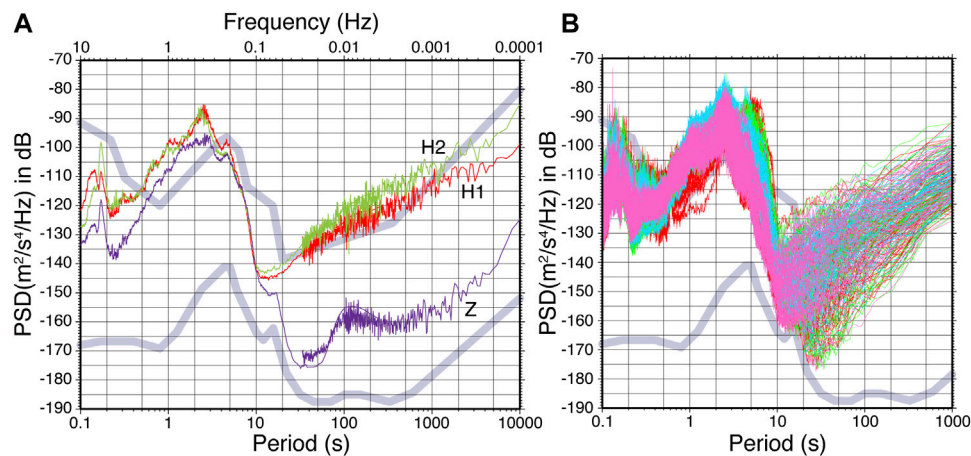 A
Frequency (Hz)
10 1 0.1 0.01 0.001 0.0001
-70
-80
-90
-100
-110
-120
-130
-140
-150
-160
-170
-180
-190
PSD(m²/s⁴/Hz) in dB
H2
H1
Z
0.1 1 10 100 1000 10000
Period (s)
B
-70
-80
-90
-100
-110
-120
-130
-140
-150
-160
-170
-180
-190
PSD(m²/s⁴/Hz) in dB
0.1 1 10 100 1000
Period (s)